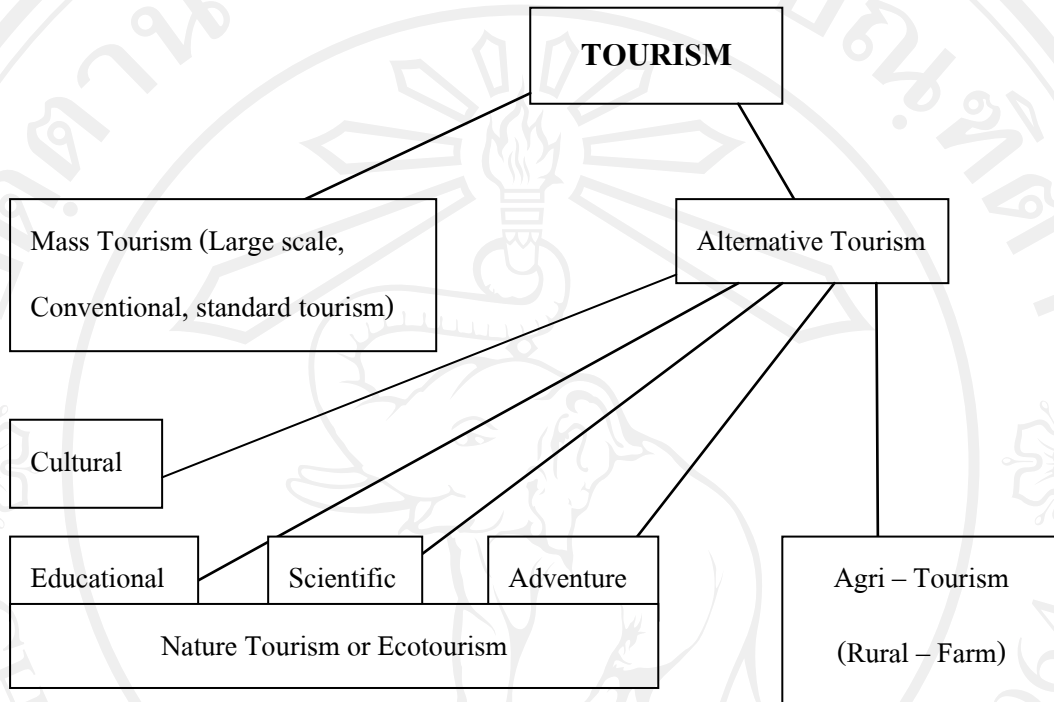 TOURISM
Mass Tourism (Large scale,
Conventional, standard tourism)
Alternative Tourism
Cultural
Educational
Scientific
Adventure
Nature Tourism or Ecotourism
Agri – Tourism
(Rural – Farm)